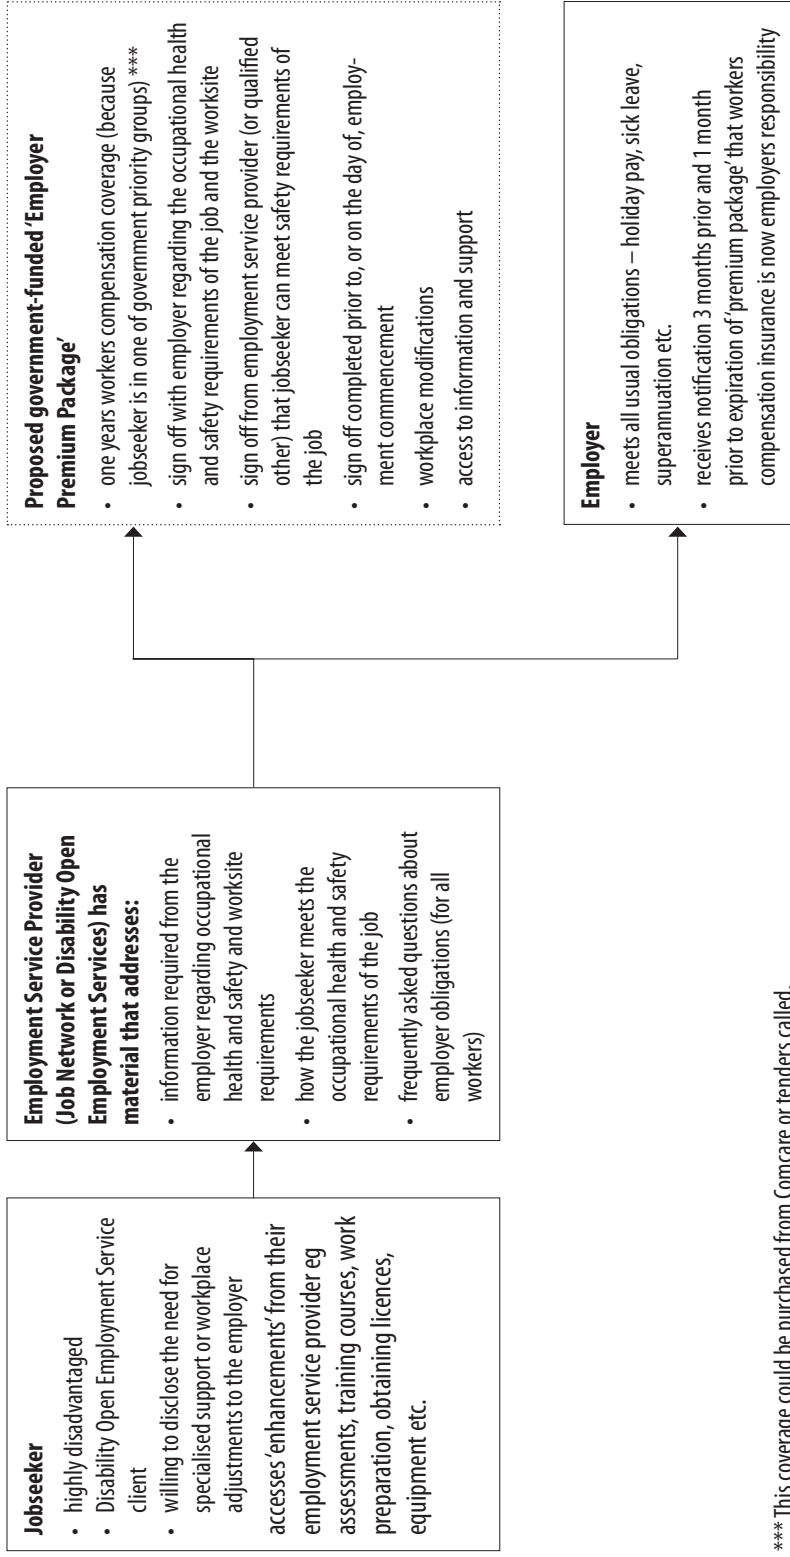 Jobseeker
• highly disadvantaged
• Disability Open Employment Service
client
• willing to disclose the need for
specialised support or workplace
adjustments to the employer
accesses ‘enhancements’ from their
employment service provider eg
assessments, training courses, work
preparation, obtaining licences,
equipment etc.
Employment Service Provider
(Job Network or Disability Open
Employment Services) has
material that addresses:
• information required from the
employer regarding occupational
health and safety and worksite
requirements
• how the jobseeker meets the
occupational health and safety
requirements of the job
• frequently asked questions about
employer obligations (for all
workers)
Proposed government-funded ‘Employer
Premium Package’
• one years workers compensation coverage (because
jobseeker is in one of government priority groups) ***
• sign off with employer regarding the occupational health
and safety requirements of the job and the worksite
• sign off from employment service provider (or qualified
other) that jobseeker can meet safety requirements of
the job
• sign off completed prior to, or on the day of, employ-
ment commencement
• workplace modifications
• access to information and support
Employer
• meets all usual obligations – holiday pay, sick leave,
superannuation etc.
• receives notification 3 months prior and 1 month
prior to expiration of ‘premium package’ that workers
compensation insurance is now employers responsibility
*** This coverage could be purchased from Comcare or tenders called.